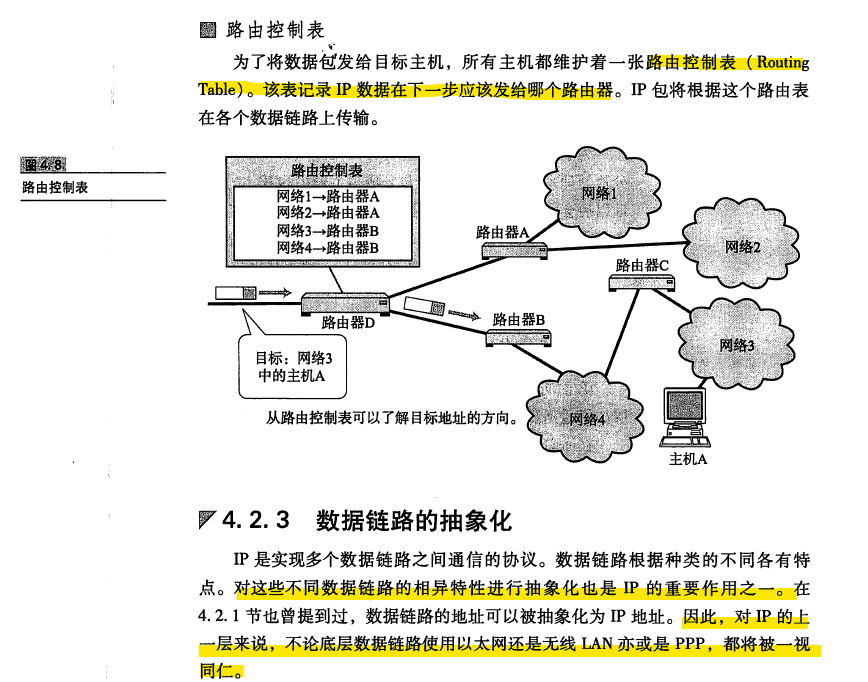 路由控制表
为了将数据包发给目标主机，所有主机都维护着一张路由控制表（Routing
Table）。该表记录 IP 数据在下一步应该发给哪个路由器。IP 包将根据这个路由表
在各个数据链路上传输。
图 4.8
路由控制表
路由控制表
网络1→路由器A
网络2→路由器A
网络3→路由器B
网络4→路由器B
网络1
路由器A
网络2
路由器C
路由器D
路由器B
网络3
目标：网络3
中的主机A
从路由控制表可以了解目标地址的方向。
网络4
主机A
4.2.3 数据链路的抽象化
IP 是实现多个数据链路之间通信的协议。数据链路根据种类的不同各有特
点。对这些不同数据链路的相异特性进行抽象化也是 IP 的重要作用之一。在
4.2.1 节也曾提到过，数据链路的地址可以被抽象化为 IP 地址。因此，对 IP 的上
一层来说，不论底层数据链路使用以太网还是无线 LAN 亦或是 PPP，都将被一视
同仁。